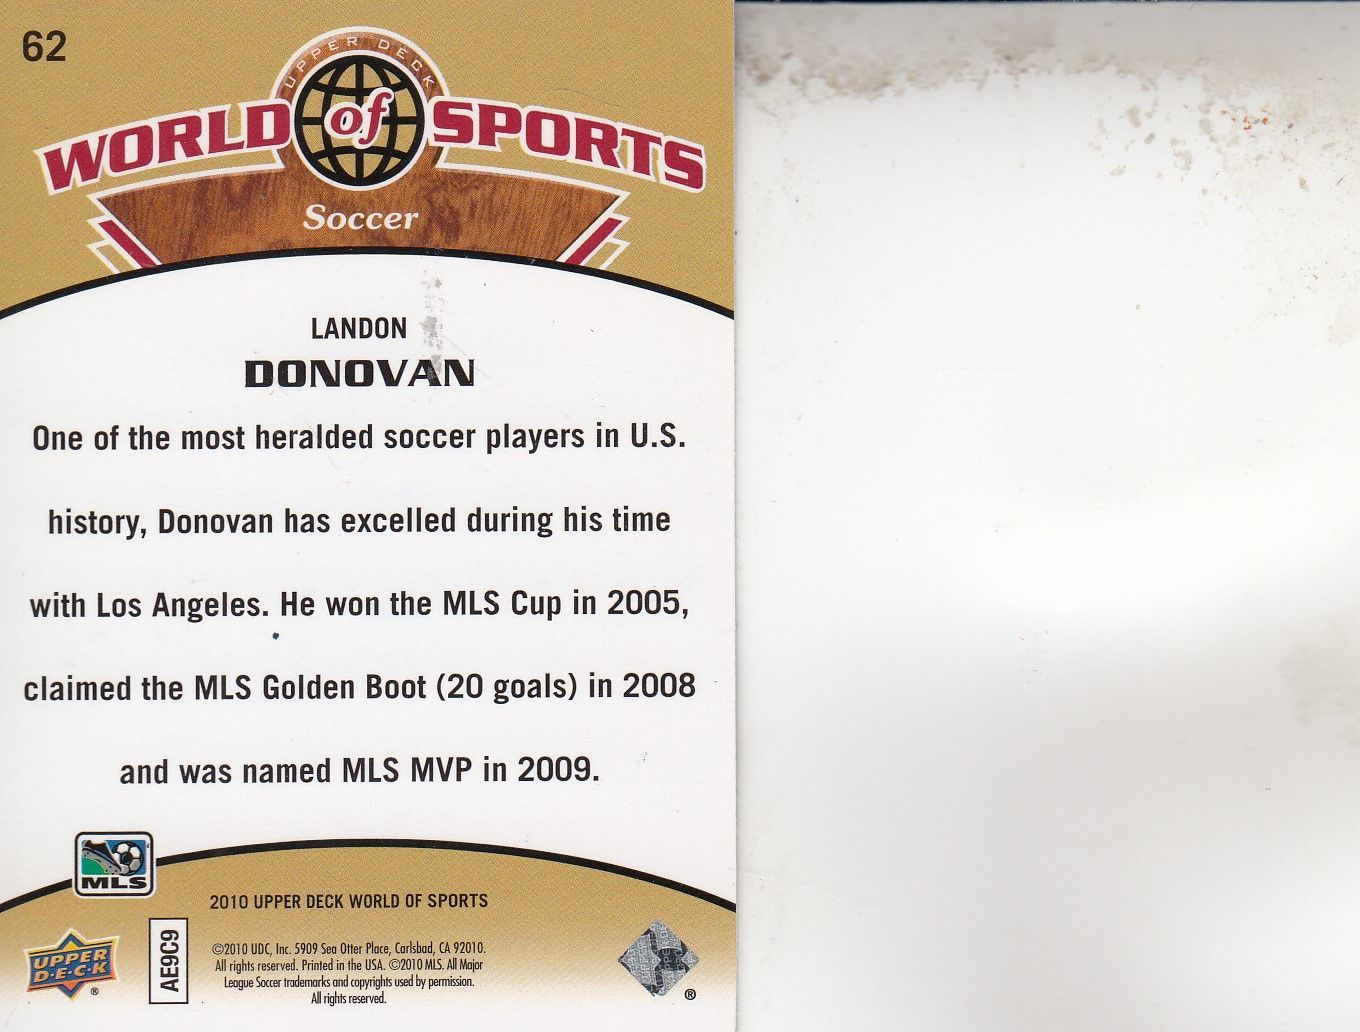 62
UPPER DECK
WORLD of SPORTS
Soccer
LANDON
DONOVAN
One of the most heralded soccer players in U.S.
history, Donovan has excelled during his time
with Los Angeles. He won the MLS Cup in 2005,
claimed the MLS Golden Boot (20 goals) in 2008
and was named MLS MVP in 2009.
MLS
2010 UPPER DECK WORLD OF SPORTS
UPPER
D·E·C·K
®
AE9C9
©2010 UDC, Inc. 5909 Sea Otter Place, Carlsbad, CA 92010.
All rights reserved. Printed in the USA. ©2010 MLS. All Major
League Soccer trademarks and copyrights used by permission.
All rights reserved.
®